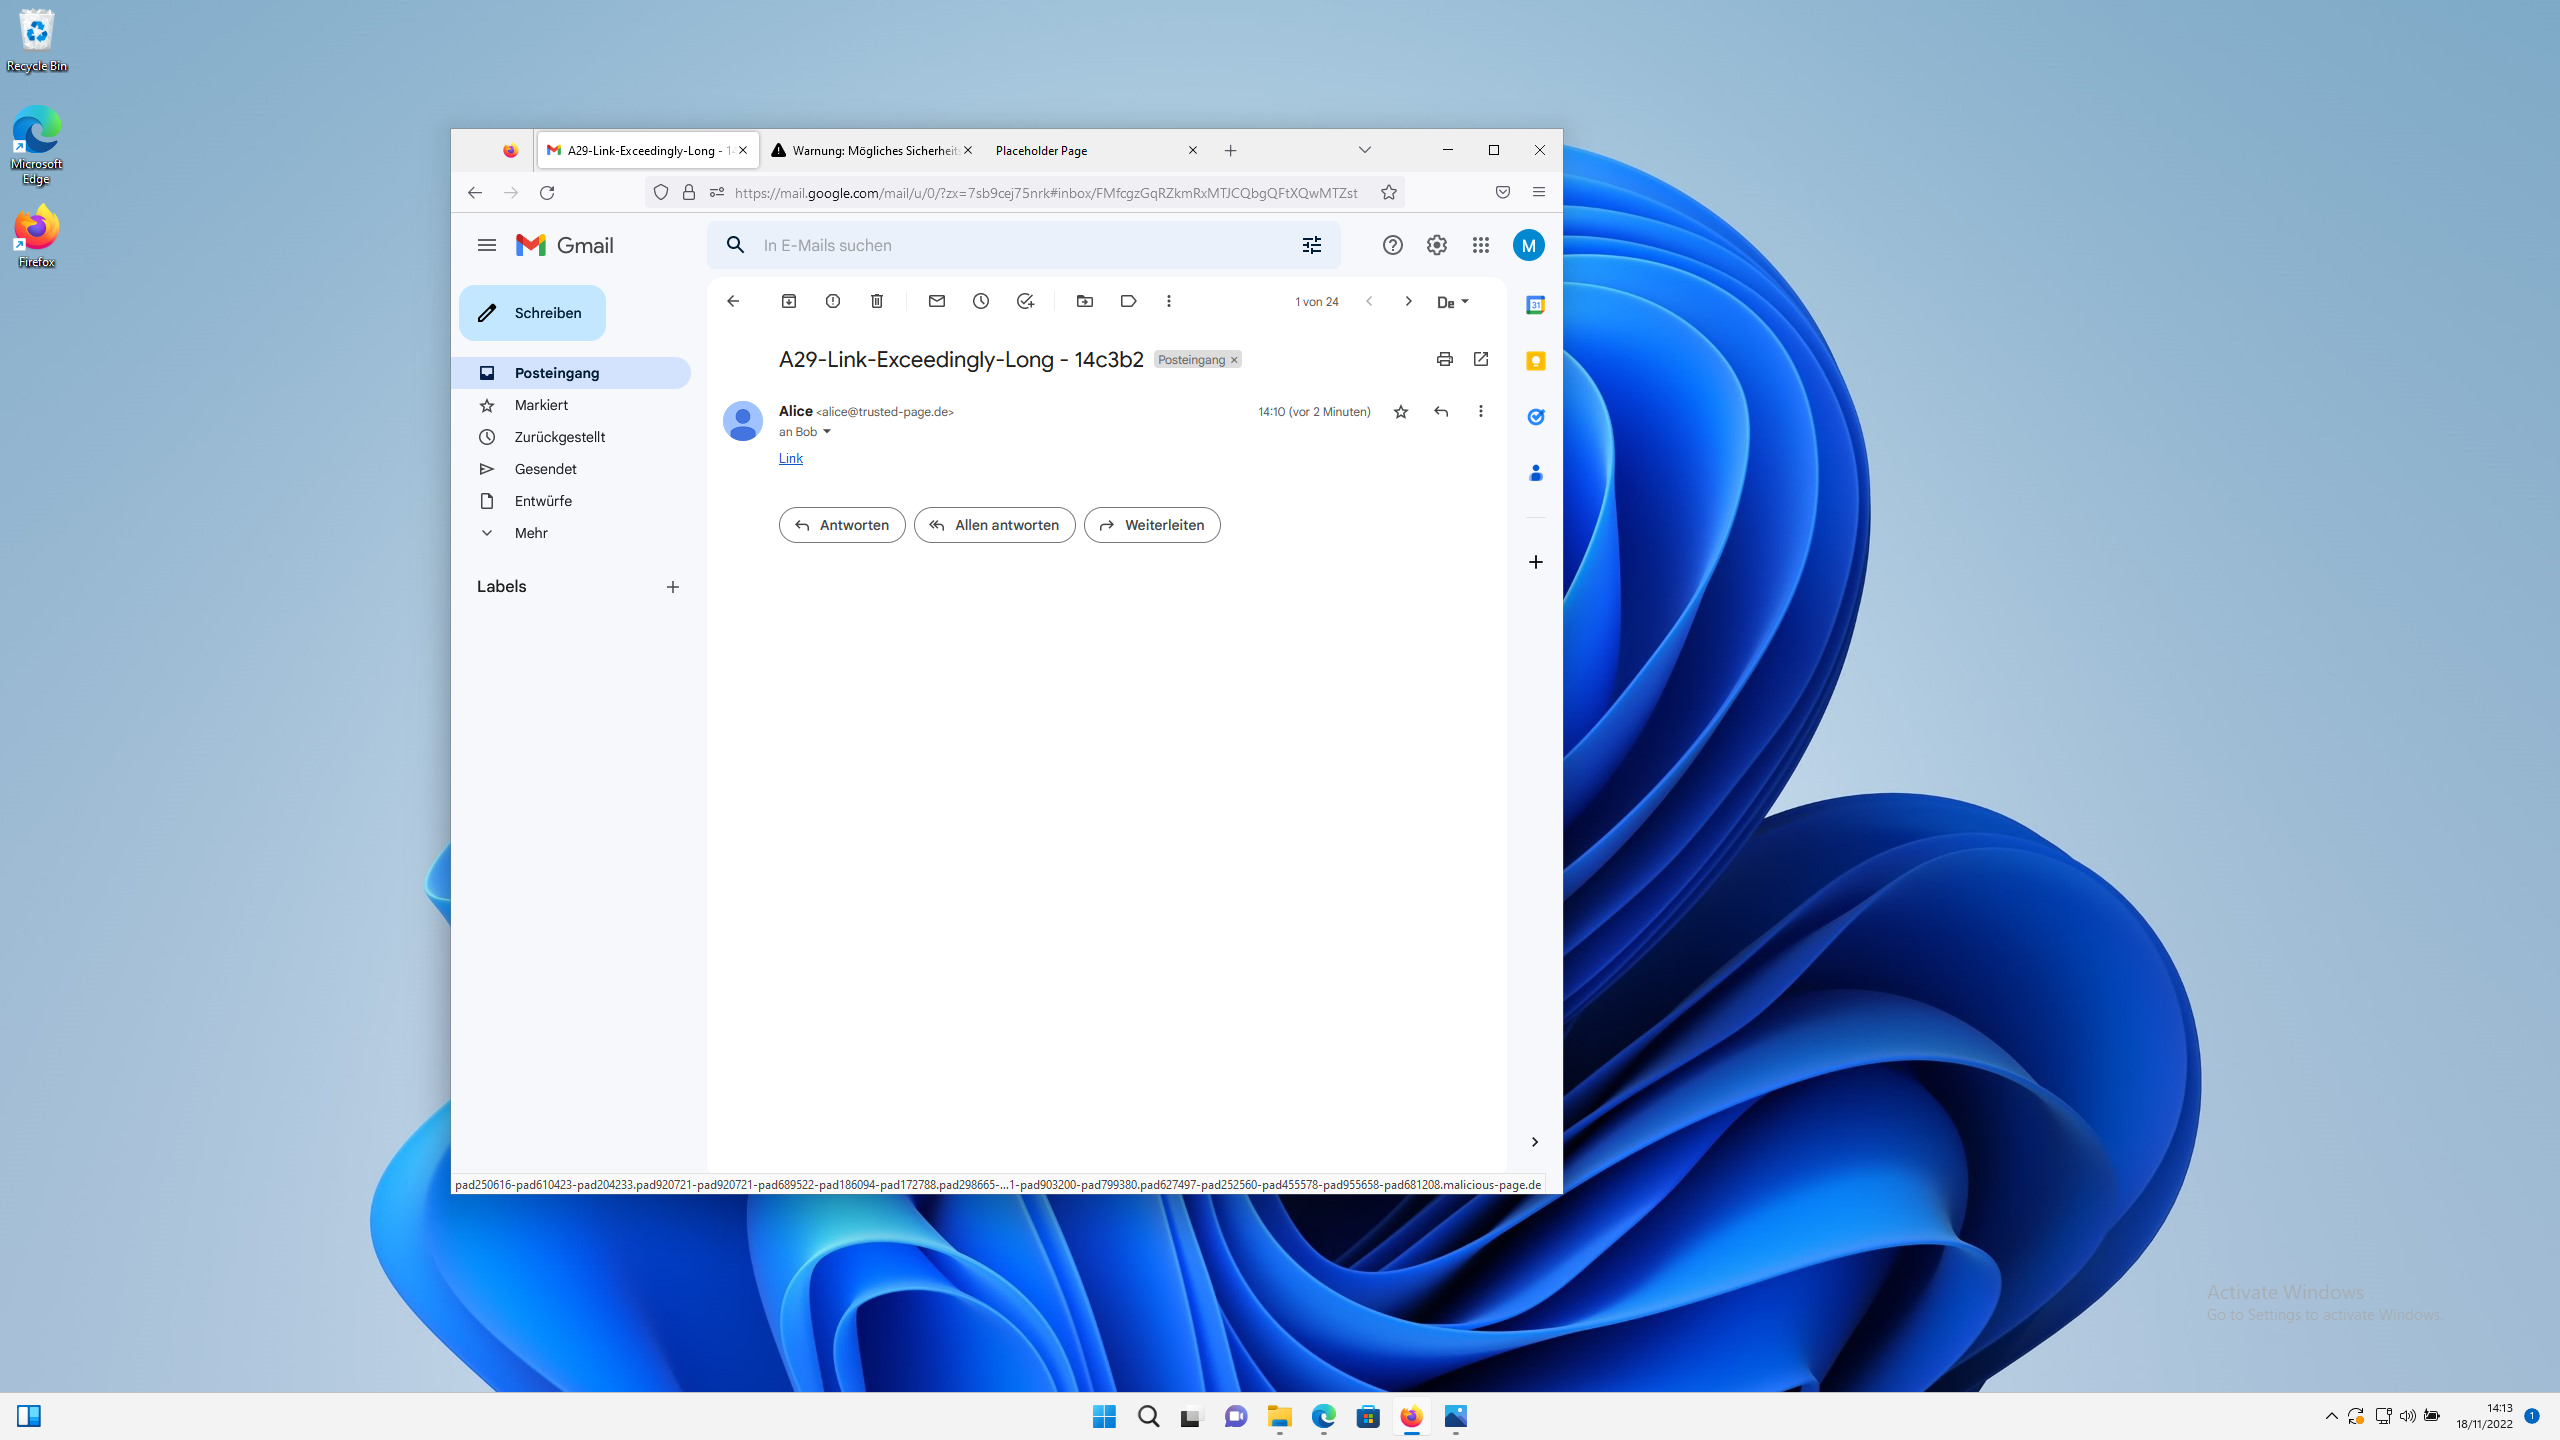 Recycle Bin
Microsoft
Edge
Firefox
A29-Link-Exceedingly-Long - 14
Warnung: Mögliches Sicherheits
Placeholder Page
https://mail.google.com/mail/u/0/?zx=7sb9cej75nrk#inbox/FMfcgzGqRZkmRxMTJCQbgQFtXQwMTZst
Gmail
In E-Mails suchen
M
Schreiben
Posteingang
Markiert
Zurückgestellt
Gesendet
Entwürfe
Mehr
Labels
1 von 24
De
31
A29-Link-Exceedingly-Long - 14c3b2
Posteingang
Alice <alice@trusted-page.de>
14:10 (vor 2 Minuten)
an Bob
Link
Antworten
Allen antworten
Weiterleiten
pad250616-pad610423-pad204233.pad920721-pad920721-pad689522-pad186094-pad172788.pad298665-...1-pad903200-pad799380.pad627497-pad252560-pad455578-pad955658-pad681208.malicious-page.de
Activate Windows
Go to Settings to activate Windows.
14:13
18/11/2022
1